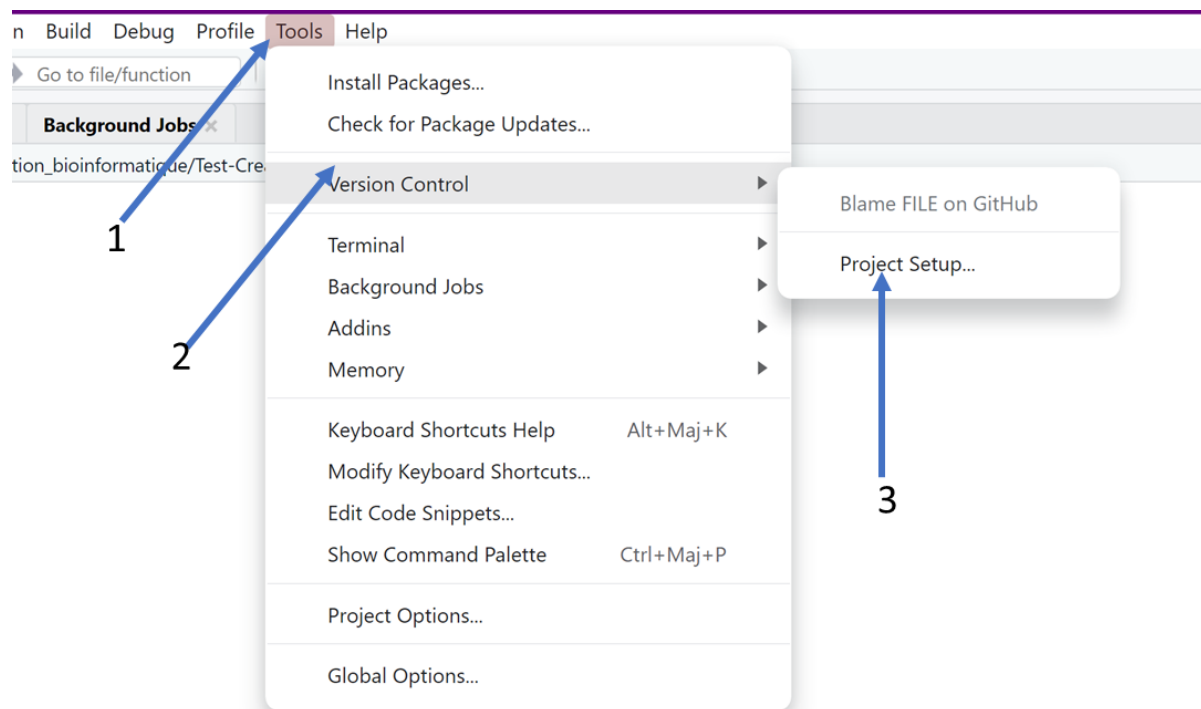 n Build Debug Profile Tools Help
Go to file/function
Background Jobs ×
tion_bioinformatique/Test-Cre
Install Packages...
Check for Package Updates...
Version Control
Blame FILE on GitHub
Project Setup...
1
Terminal
Background Jobs
Addins
2
Memory
Keyboard Shortcuts Help Alt+Maj+K
Modify Keyboard Shortcuts...
3
Edit Code Snippets...
Show Command Palette Ctrl+Maj+P
Project Options...
Global Options...